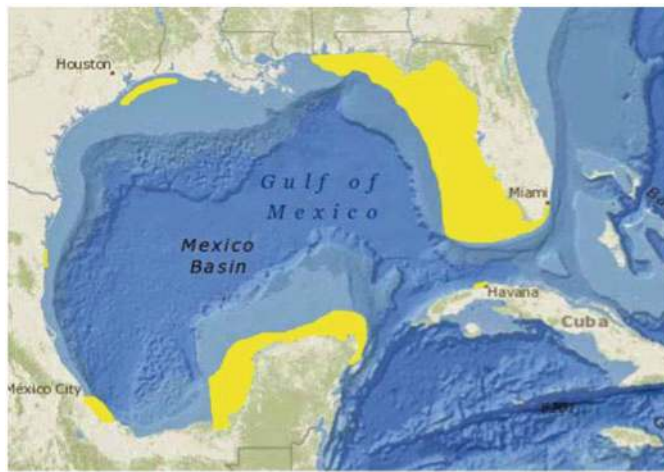 Houston
Gulf of
Mexico
Miami
Mexico
Basin
Havana
Cuba
México City